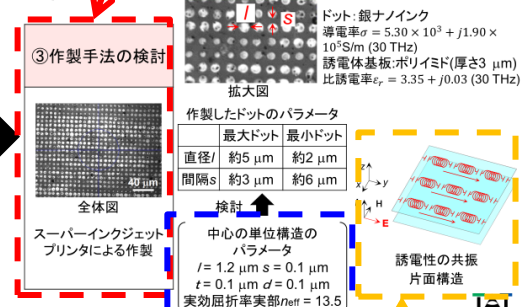 ③作製手法の検討
40 μm
全体図
スーパーインクジェット
プリンタによる作製
l s
拡大図
ドット:銀ナノインク
導電率σ = 5.30 × 10³ + j1.90 ×
10⁵S/m (30 THz)
誘電体基板:ポリイミド(厚さ3 μm)
比誘電率εr = 3.35 + j0.03 (30 THz)
作製したドットのパラメータ
最大ドット 最小ドット
直径l 約5 μm 約2 μm
間隔s 約3 μm 約6 μm
検討
中心の単位構造の
パラメータ
l = 1.2 μm s = 0.1 μm
t = 0.1 μm d = 0.1 μm
実効屈折率実部neff = 13.5
z
y
x
H
E
誘電性の共振
片面構造